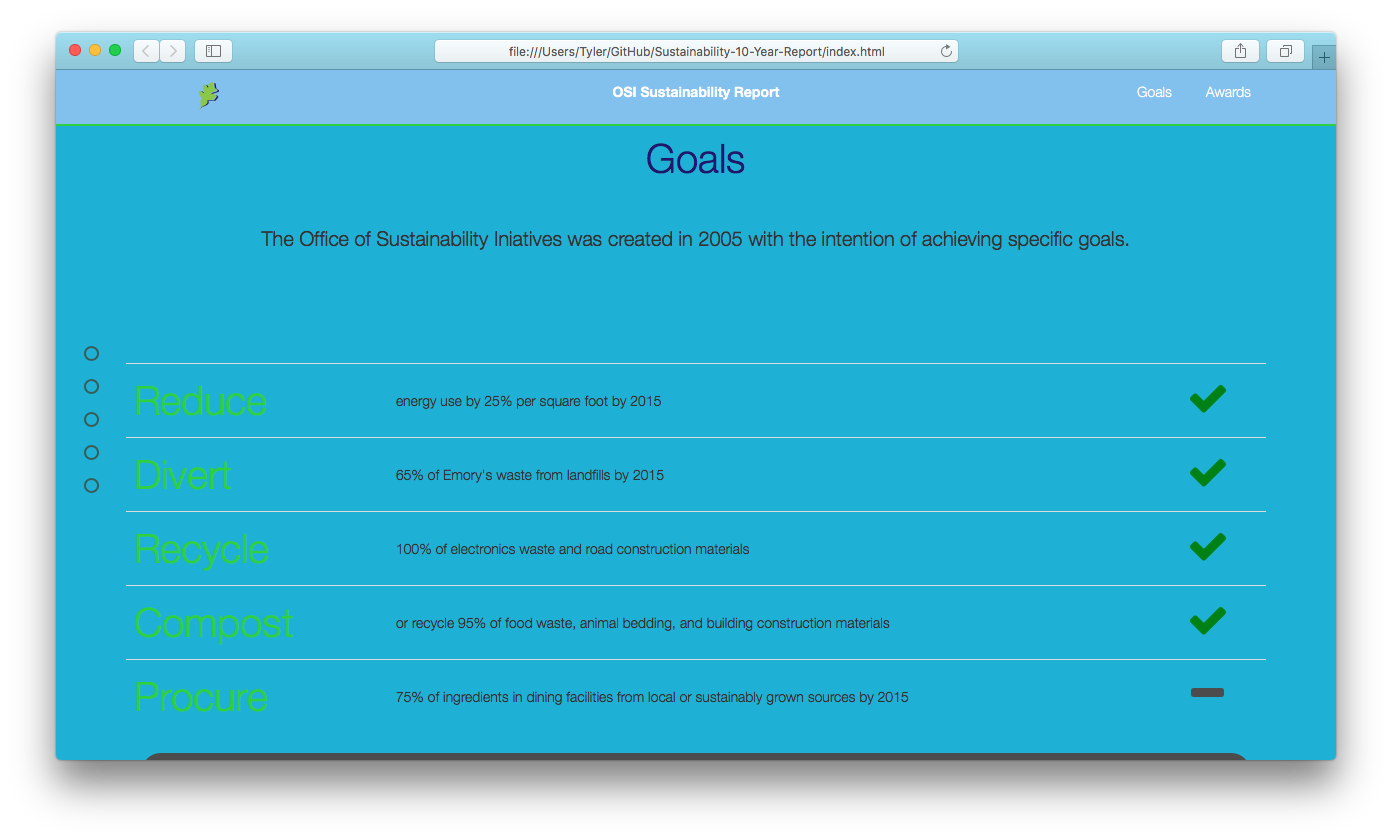 file:///Users/Tyler/GitHub/Sustainability-10-Year-Report/index.html
OSI Sustainability Report
Goals
Awards
Goals
The Office of Sustainability Iniatives was created in 2005 with the intention of achieving specific goals.
Reduce
energy use by 25% per square foot by 2015
Divert
65% of Emory's waste from landfills by 2015
Recycle
100% of electronics waste and road construction materials
Compost
or recycle 95% of food waste, animal bedding, and building construction materials
Procure
75% of ingredients in dining facilities from local or sustainably grown sources by 2015